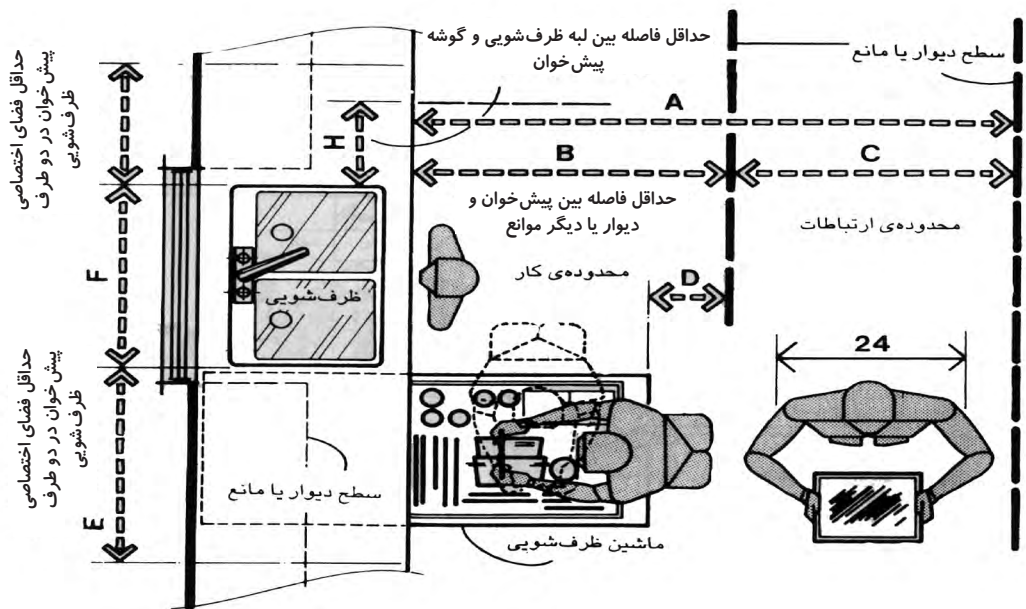 حداقل فاصله بین لبه ظرف‌شویی و گوشه
پیش‌خوان
سطح دیوار یا مانع
A
B
C
H
حداقل فاصله بین پیش‌خوان و
دیوار یا دیگر موانع
محدوده‌ی ارتباطات
محدوده‌ی کار
D
24
ظرف‌شویی
سطح دیوار یا مانع
ماشین ظرف‌شویی
حداقل فضای اختصاصی
پیش‌خوان در دو طرف
ظرف‌شویی
F
حداقل فضای اختصاصی
پیش‌خوان در دو طرف
ظرف‌شویی
E